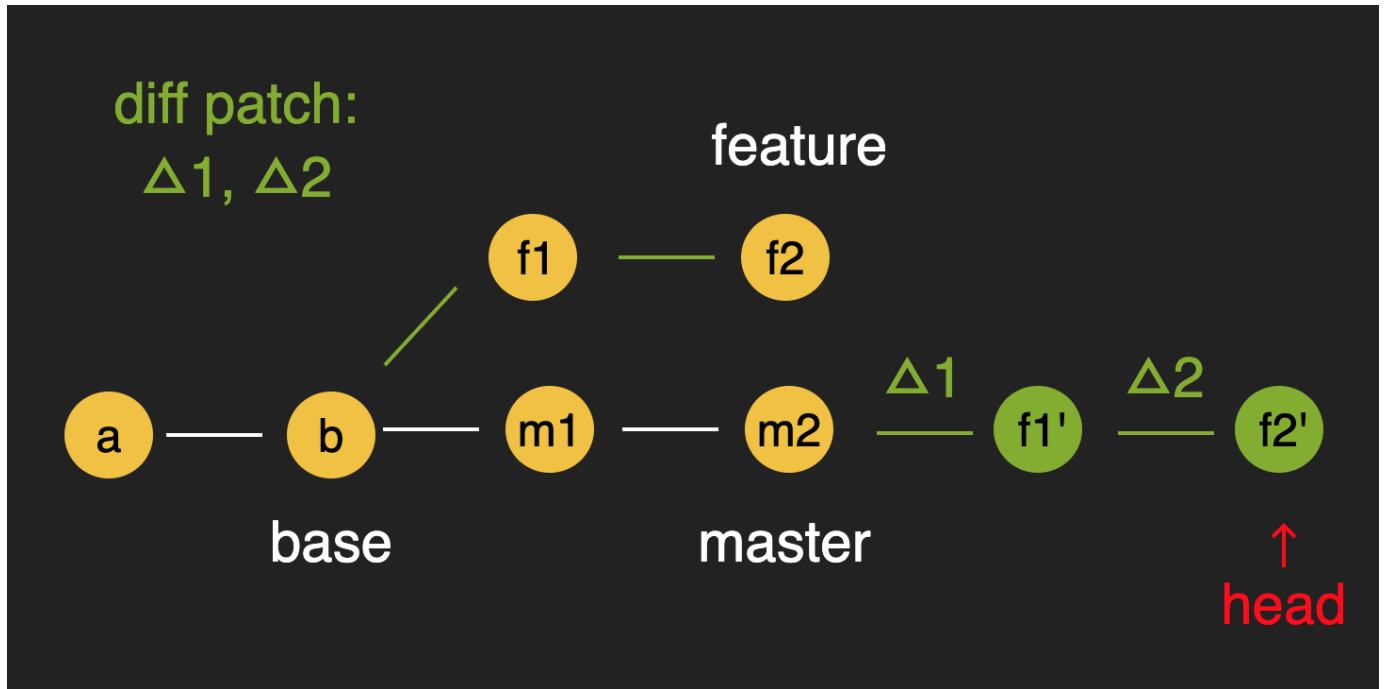 diff patch:
△1, △2
feature
f1
f2
△1
△2
a
b
m1
m2
f1'
f2'
base
master
↑
head